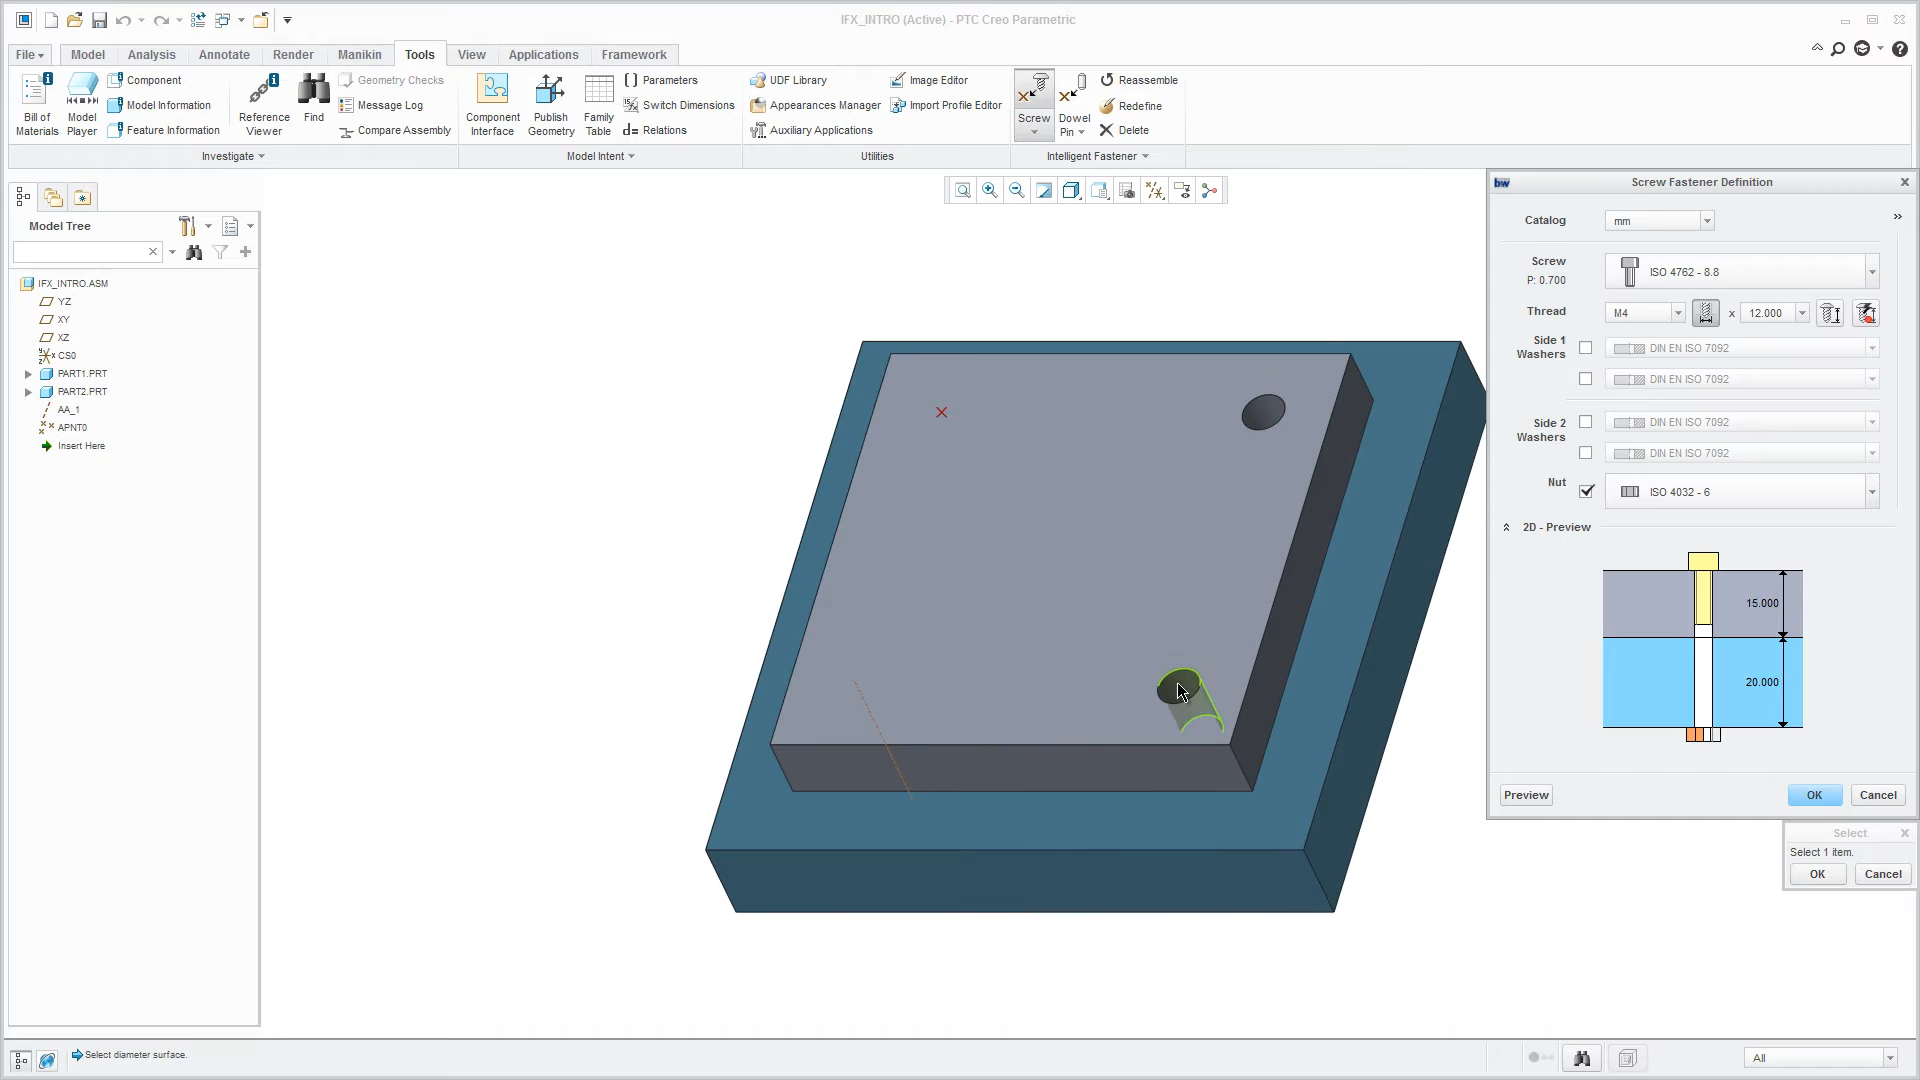 IFX_INTRO (Active) - PTC Creo Parametric
File
Model
Analysis
Annotate
Render
Manikin
Tools
View
Applications
Framework
Bill of Materials
Model Player
Component
Model Information
Feature Information
Reference Viewer
Find
Geometry Checks
Message Log
Compare Assembly
Component Interface
Publish Geometry
Family Table
Parameters
Switch Dimensions
Relations
UDF Library
Appearances Manager
Auxiliary Applications
Image Editor
Import Profile Editor
Screw
Dowel Pin
Reassemble
Redefine
Delete
Investigate
Model Intent
Utilities
Intelligent Fastener
Model Tree
IFX_INTRO.ASM
YZ
XY
XZ
CS0
PART1.PRT
PART2.PRT
AA_1
APNT0
Insert Here
bw
Screw Fastener Definition
Catalog
mm
Screw
P: 0.700
ISO 4762 - 8.8
Thread
M4
x
12.000
Side 1
Washers
DIN EN ISO 7092
DIN EN ISO 7092
Side 2
Washers
DIN EN ISO 7092
DIN EN ISO 7092
Nut
ISO 4032 - 6
2D - Preview
15.000
20.000
Preview
OK
Cancel
Select
Select 1 item.
OK
Cancel
Select diameter surface.
All